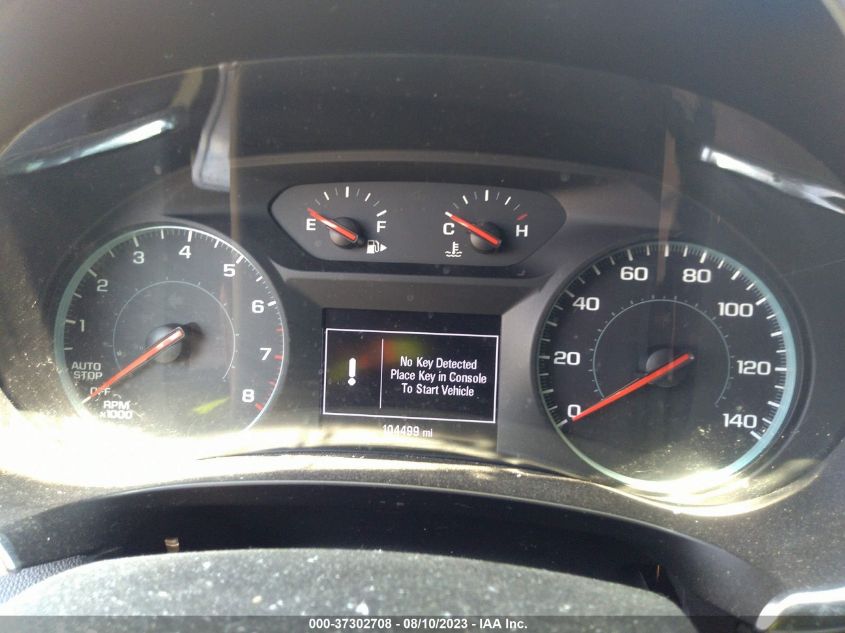 E F
C H
1 2 3 4 5 6 7 8
AUTO
STOP
OFF
RPM
x1000
No Key Detected
Place Key in Console
To Start Vehicle
104499 mi
0 20 40 60 80 100 120 140
000-37302708 - 08/10/2023 - IAA Inc.